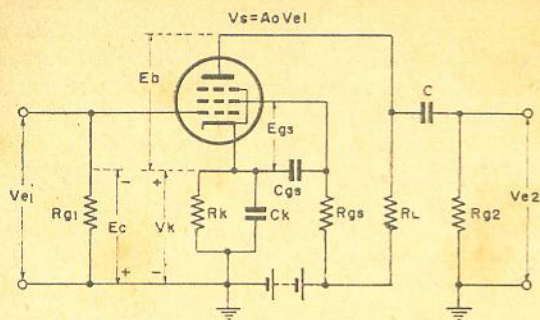 Vs=AoVe1
Eb
C
Egs
Ve1
Rg1
Ec
Vk
Rk
Ck
Cgs
Rgs
RL
Rg2
Ve2
- +
+ -